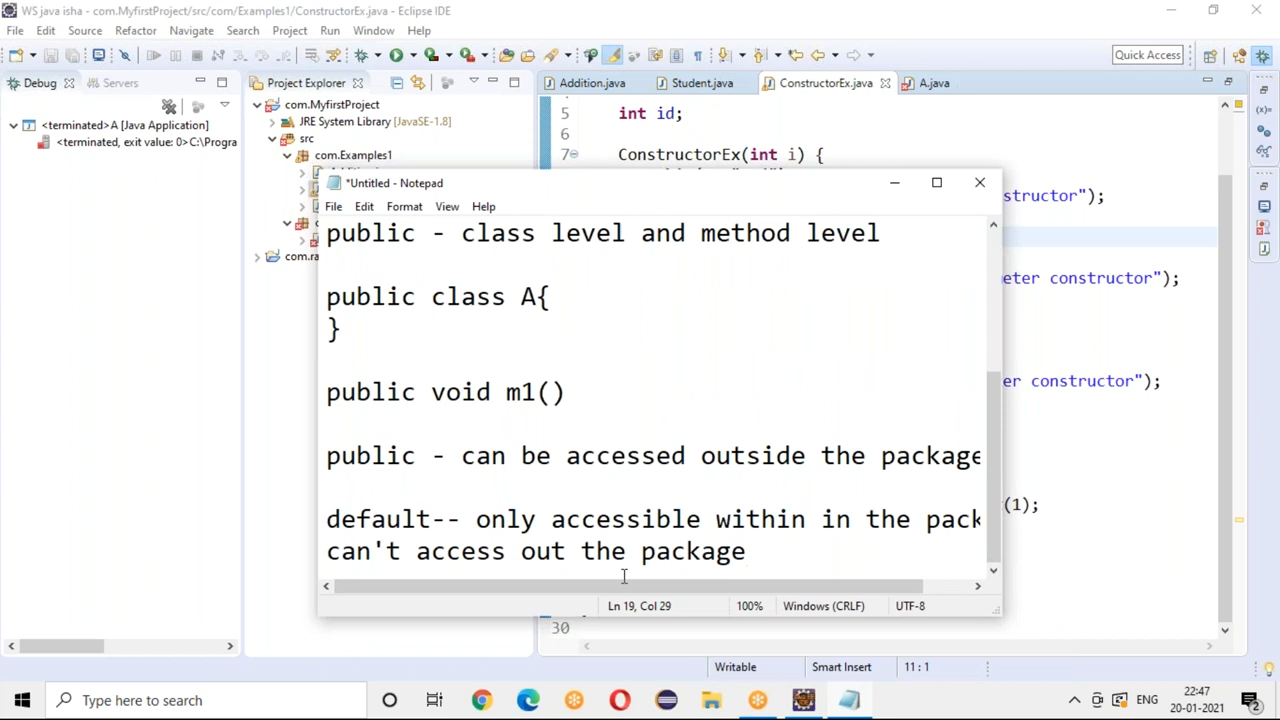 WS java isha - com.MyfirstProject/src/com/Examples1/ConstructorEx.java - Eclipse IDE
File Edit Source Refactor Navigate Search Project Run Window Help
Quick Access
Debug Servers
Project Explorer
Addition.java Student.java ConstructorEx.java A.java
<terminated>A [Java Application]
<terminated, exit value: 0>C:\Progra
com.MyfirstProject
JRE System Library [JavaSE-1.8]
src
com.Examples1
com.ra
5 int id;
6
7 ConstructorEx(int i) {
structor");
eter constructor");
er constructor");
(1);
30
*Untitled - Notepad
File Edit Format View Help
public - class level and method level
public class A{
}
public void m1()
public - can be accessed outside the package
default-- only accessible within in the pack
can't access out the package
Ln 19, Col 29 100% Windows (CRLF) UTF-8
Writable Smart Insert 11 : 1
Type here to search
ENG
22:47
20-01-2021
2